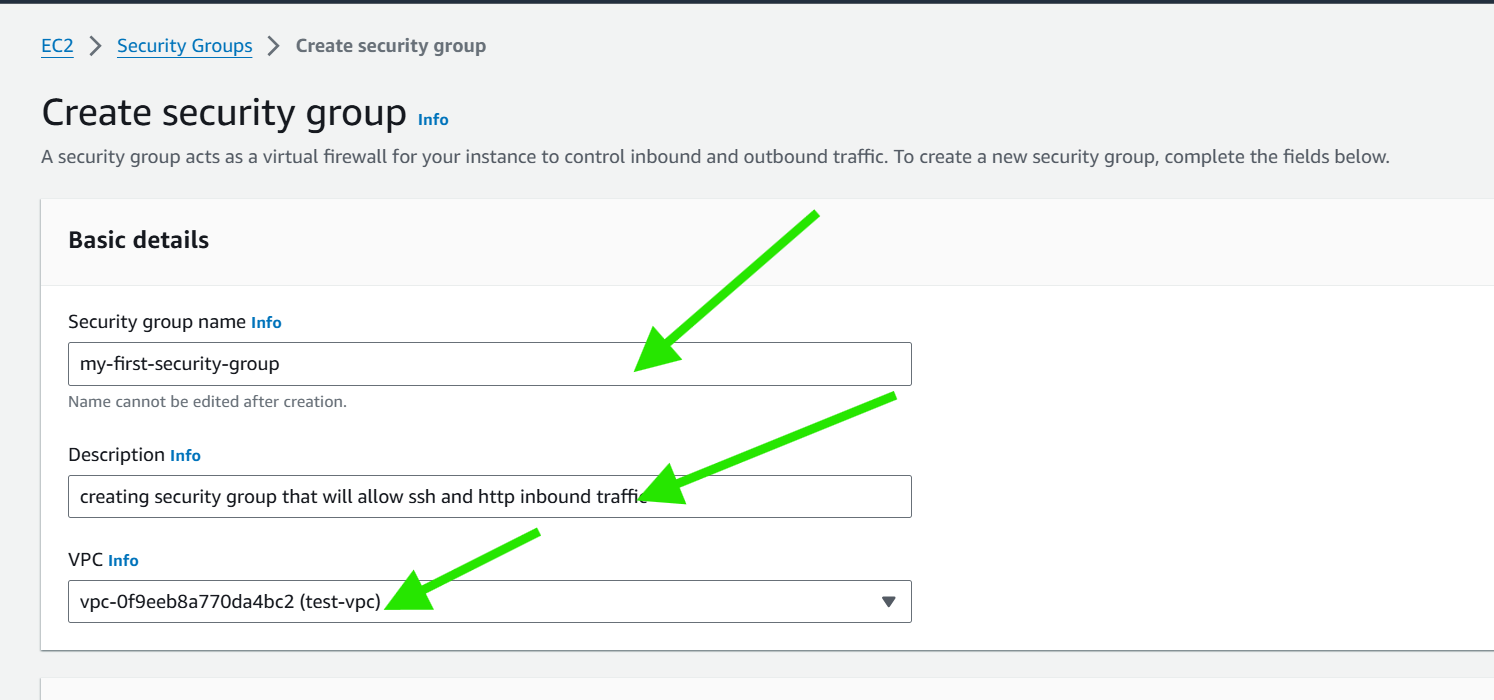 EC2 > Security Groups > Create security group
Create security group Info
A security group acts as a virtual firewall for your instance to control inbound and outbound traffic. To create a new security group, complete the fields below.
Basic details
Security group name Info
my-first-security-group
Name cannot be edited after creation.
Description Info
creating security group that will allow ssh and http inbound traffic
VPC Info
vpc-0f9eeb8a770da4bc2 (test-vpc)